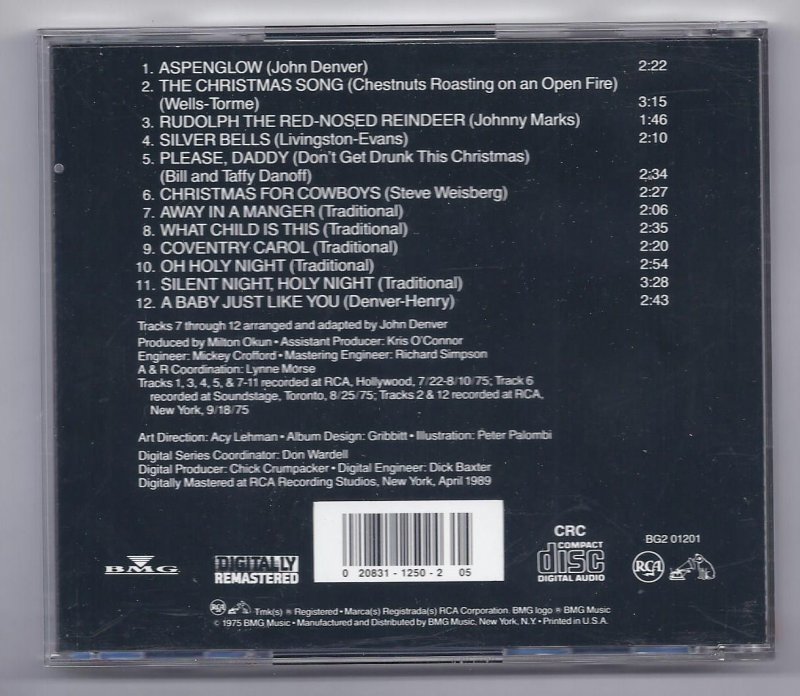 1. ASPENGLOW (John Denver) 2:22
2. THE CHRISTMAS SONG (Chestnuts Roasting on an Open Fire)
(Wells-Torme) 3:15
3. RUDOLPH THE RED-NOSED REINDEER (Johnny Marks) 1:46
4. SILVER BELLS (Livingston-Evans) 2:10
5. PLEASE, DADDY (Don't Get Drunk This Christmas)
(Bill and Taffy Danoff) 2:34
6. CHRISTMAS FOR COWBOYS (Steve Weisberg) 2:27
7. AWAY IN A MANGER (Traditional) 2:06
8. WHAT CHILD IS THIS (Traditional) 2:35
9. COVENTRY CAROL (Traditional) 2:20
10. OH HOLY NIGHT (Traditional) 2:54
11. SILENT NIGHT, HOLY NIGHT (Traditional) 3:28
12. A BABY JUST LIKE YOU (Denver-Henry) 2:43
Tracks 7 through 12 arranged and adapted by John Denver
Produced by Milton Okun • Assistant Producer: Kris O'Connor
Engineer: Mickey Crofford • Mastering Engineer: Richard Simpson
A & R Coordination: Lynne Morse
Tracks 1, 3, 4, 5, & 7-11 recorded at RCA, Hollywood, 7/22-8/10/75; Track 6
recorded at Soundstage, Toronto, 8/25/75; Tracks 2 & 12 recorded at RCA,
New York, 9/18/75
Art Direction: Acy Lehman • Album Design: Gribbitt • Illustration: Peter Palombi
Digital Series Coordinator: Don Wardell
Digital Producer: Chick Crumpacker • Digital Engineer: Dick Baxter
Digitally Mastered at RCA Recording Studios, New York, April 1989
BMG
DIGITALLY
REMASTERED
0 20831-1250-2 05
CRC
COMPACT
disc
DIGITAL AUDIO
BG2 01201
RCA
RCA Tmk(s) ® Registered • Marca(s) Registrada(s) RCA Corporation. BMG logo ® BMG Music
© 1975 BMG Music • Manufactured and Distributed by BMG Music, New York, N.Y. • Printed in U.S.A.